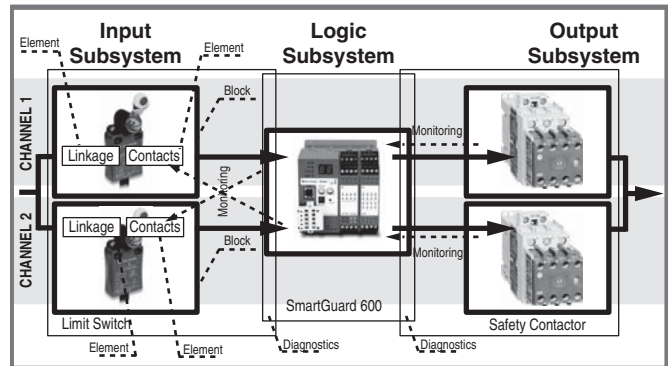 Input
Subsystem
Logic
Subsystem
Output
Subsystem
Element
Element
Block
CHANNEL 1
Linkage
Contacts
Monitoring
Monitoring
CHANNEL 2
Linkage
Contacts
Monitoring
Block
SmartGuard 600
Limit Switch
Safety Contactor
Element
Element
Diagnostics
Diagnostics